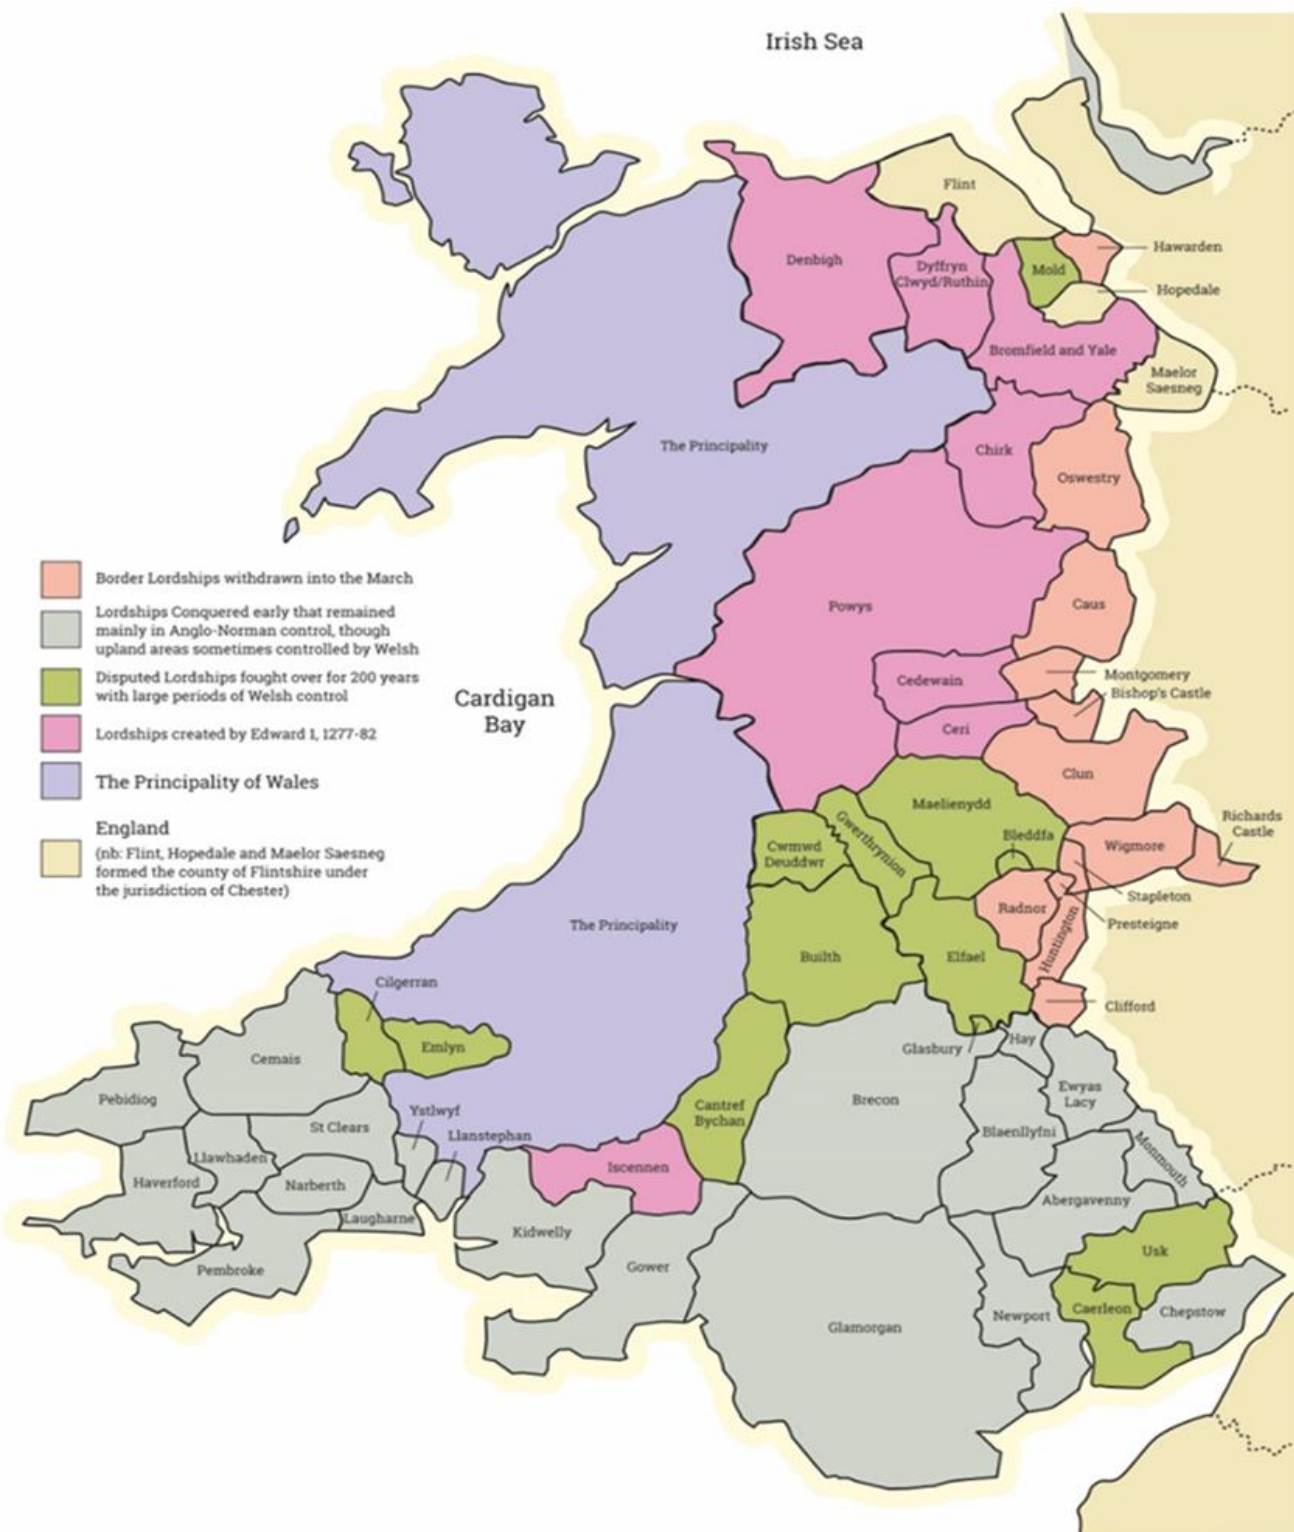 Irish Sea
Flint
Hawarden
Denbigh
Dyffryn
Clwyd/Ruthin
Mold
Hopedale
Bromfield and Yale
Maelor
Saesneg
The Principality
Chirk
Oswestry
Border Lordships withdrawn into the March
Lordships Conquered early that remained
mainly in Anglo-Norman control, though
upland areas sometimes controlled by Welsh
Disputed Lordships fought over for 200 years
with large periods of Welsh control
Lordships created by Edward 1, 1277-82
The Principality of Wales
England
(nb: Flint, Hopedale and Maelor Saesneg
formed the county of Flintshire under
the jurisdiction of Chester)
Cardigan
Bay
Powys
Caus
Cedewain
Montgomery
Bishop's Castle
Ceri
Clun
Maelienydd
Gwerthrynion
Bleddfa
Richards
Castle
Cwmwd
Deuddwr
Wigmore
Stapleton
Radnor
Presteigne
The Principality
Huntington
Builth
Elfael
Cilgerran
Clifford
Emlyn
Glasbury
Hay
Cemais
Pebidiog
Brecon
Ewyas
Lacy
Ystlwyf
Cantref
Bychan
St Clears
Llanstephan
Blaenllyfni
Monmouth
Llawhaden
Iscennen
Haverford
Narberth
Abergavenny
Laugharne
Kidwelly
Usk
Pembroke
Gower
Caerleon
Chepstow
Newport
Glamorgan